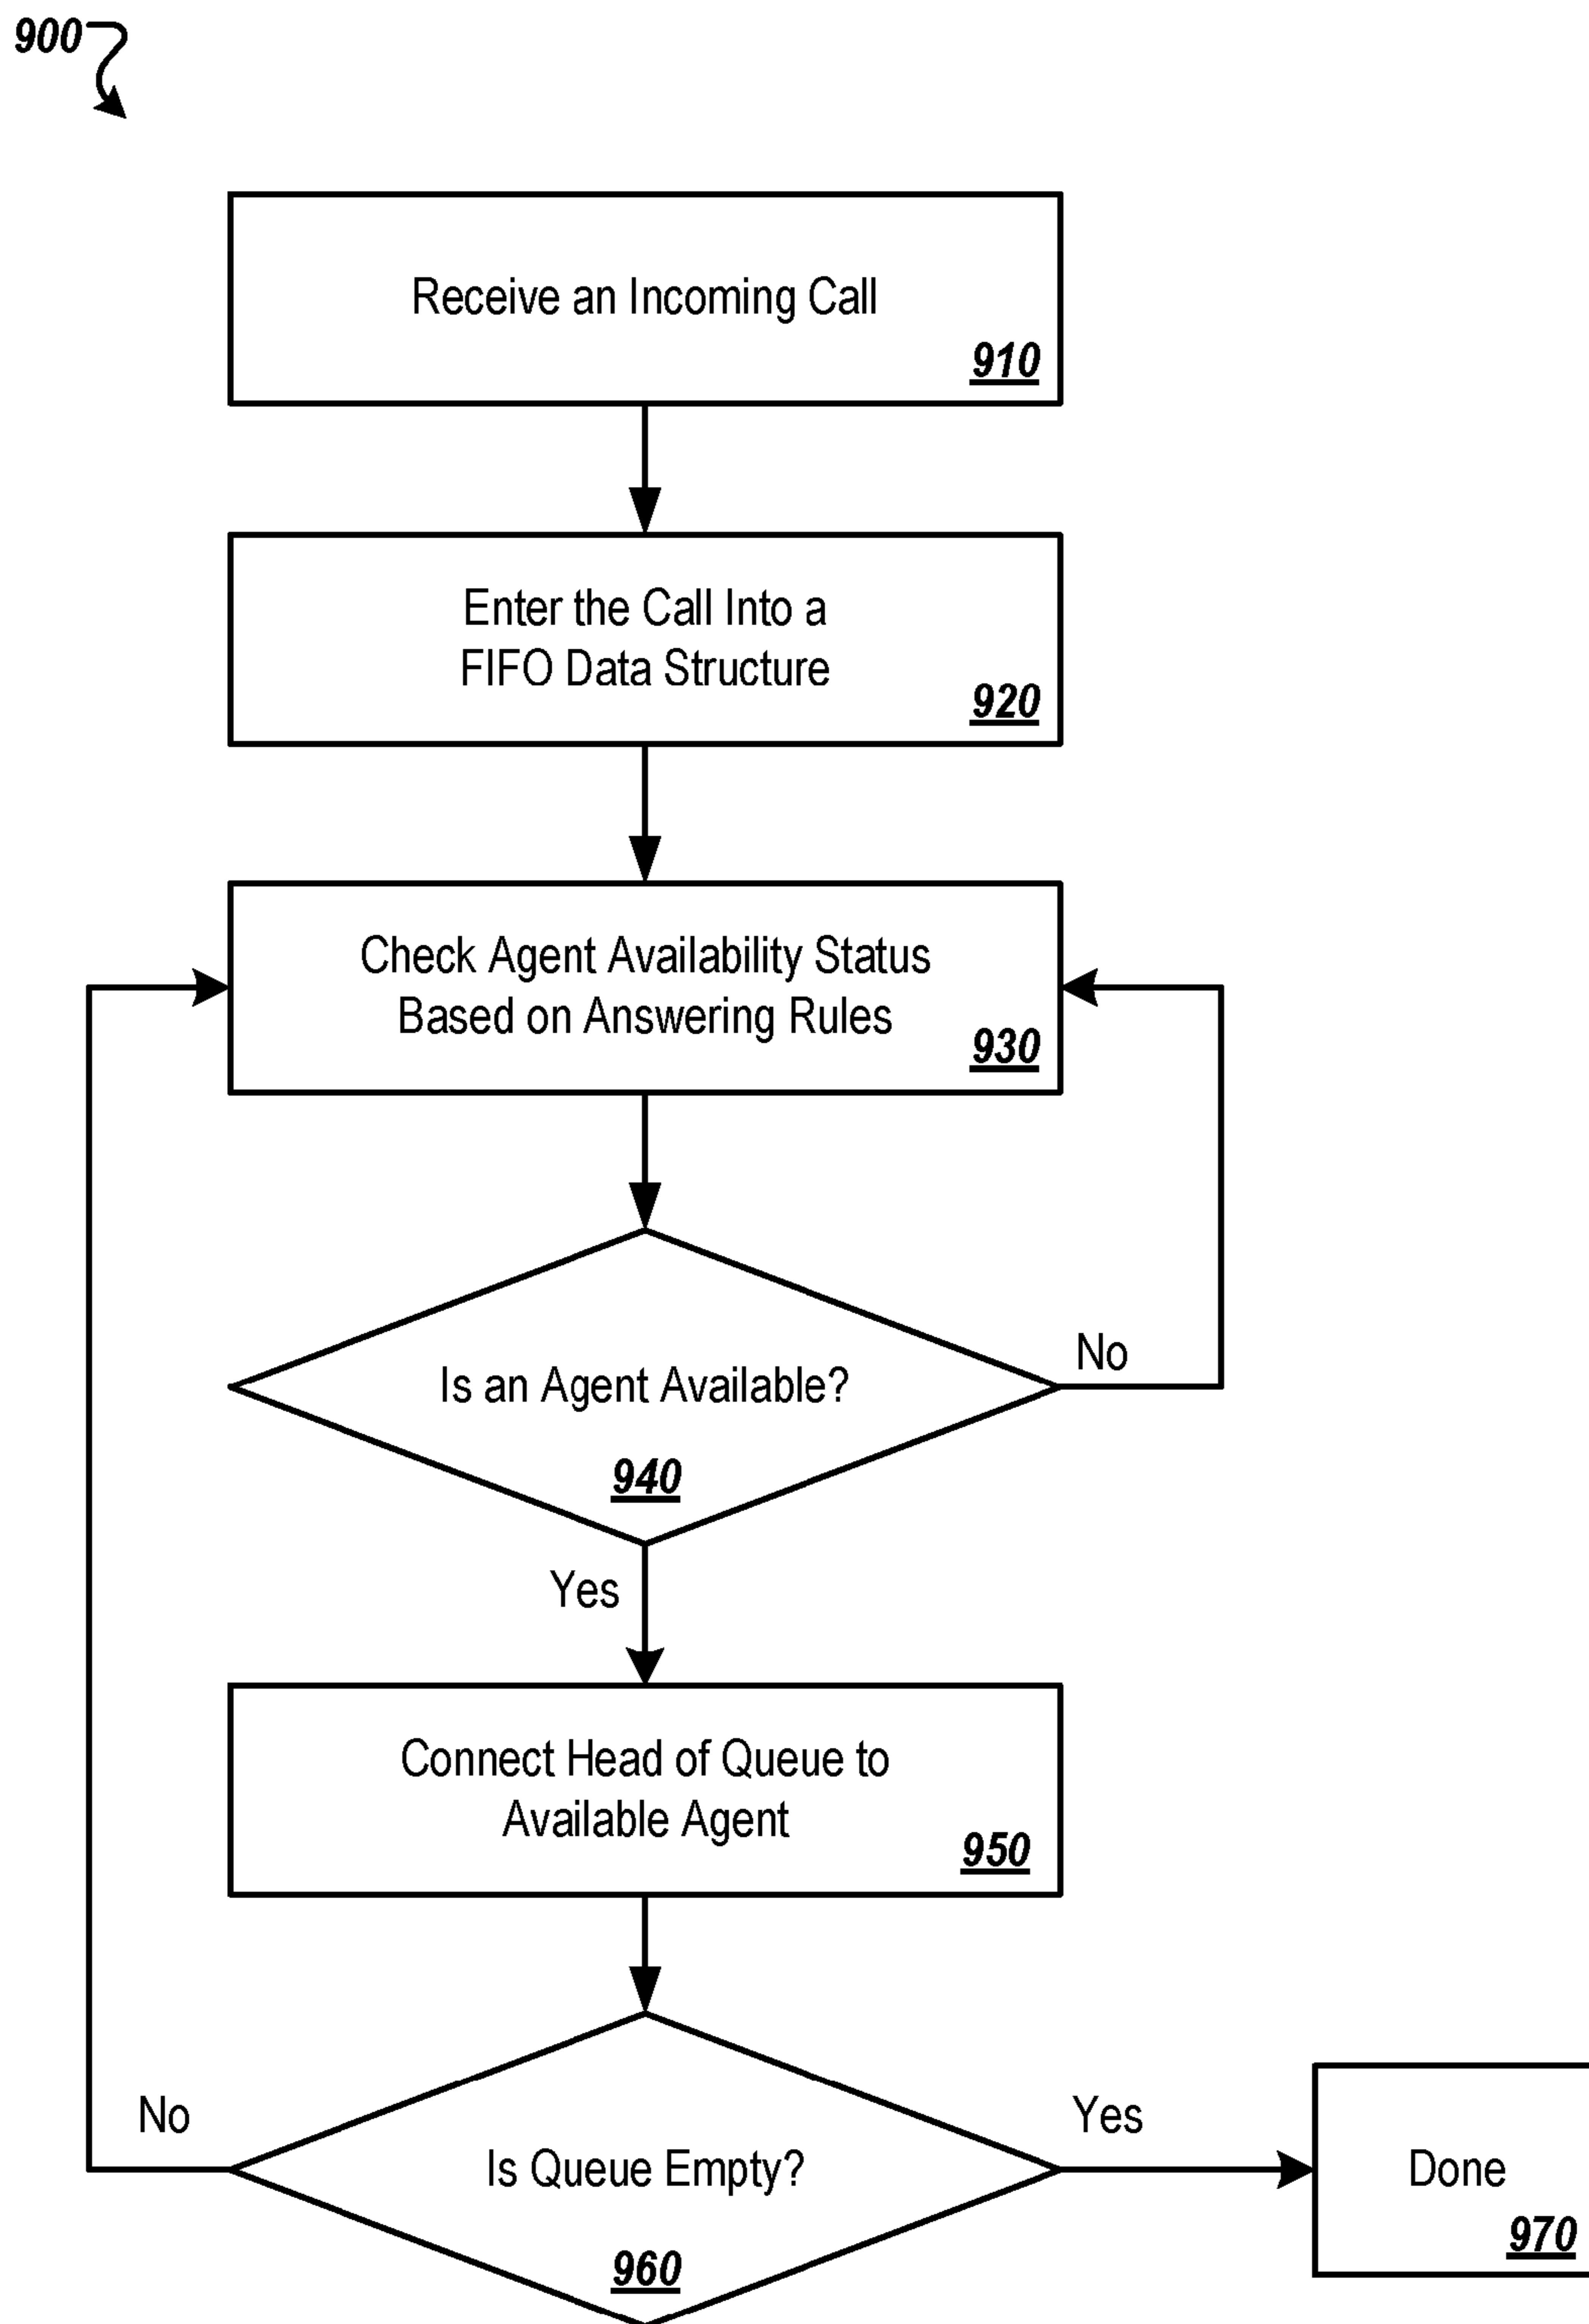 900
Receive an Incoming Call
910
Enter the Call Into a
FIFO Data Structure
920
Check Agent Availability Status
Based on Answering Rules
930
Is an Agent Available?
No
940
Yes
Connect Head of Queue to
Available Agent
950
No
Yes
Is Queue Empty?
Done
960
970